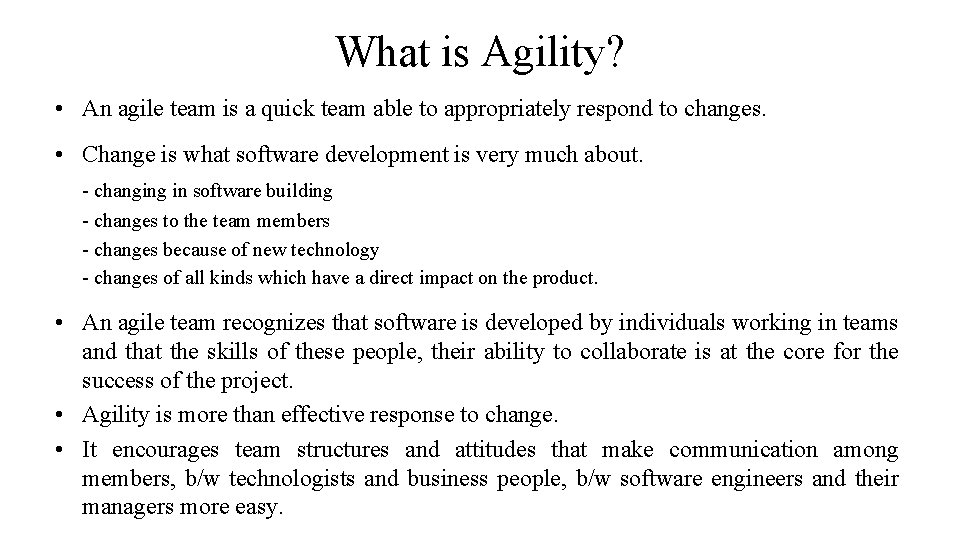 What is Agility?
• An agile team is a quick team able to appropriately respond to changes.
• Change is what software development is very much about.
- changing in software building
- changes to the team members
- changes because of new technology
- changes of all kinds which have a direct impact on the product.
• An agile team recognizes that software is developed by individuals working in teams
and that the skills of these people, their ability to collaborate is at the core for the
success of the project.
• Agility is more than effective response to change.
• It encourages team structures and attitudes that make communication among
members, b/w technologists and business people, b/w software engineers and their
managers more easy.